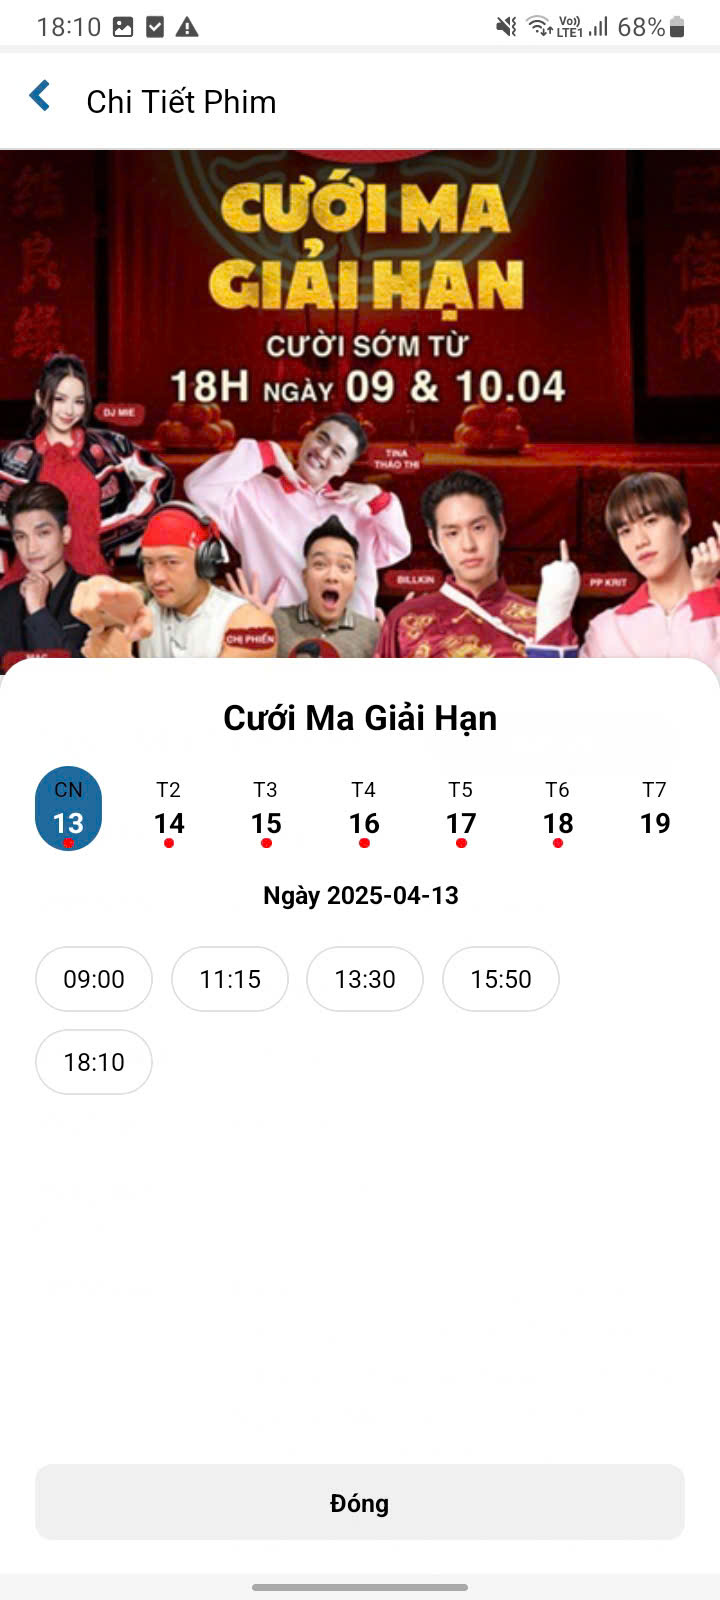 18:10
Vo))
LTE1
68%
Chi Tiết Phim
CƯỚI MA
GIẢI HẠN
CƯỜI SỚM TỪ
18H NGÀY 09 & 10.04
DJ MIE
TINA
THẢO THI
BILLKIN
PP KRIT
CHỊ PHIẾN
Cưới Ma Giải Hạn
CN T2 T3 T4 T5 T6 T7
13 14 15 16 17 18 19
Ngày 2025-04-13
09:00 11:15 13:30 15:50
18:10
Đóng